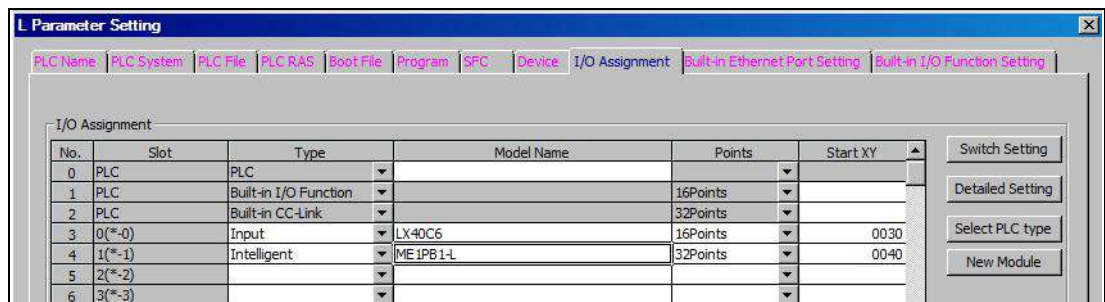 L Parameter Setting
PLC Name PLC System PLC File PLC RAS Boot File Program SFC Device I/O Assignment Built-in Ethernet Port Setting Built-in I/O Function Setting
I/O Assignment
No. Slot Type Model Name Points Start XY
0 PLC PLC
1 PLC Built-in I/O Function 16Points
2 PLC Built-in CC-Link 32Points
3 0(*-0) Input LX40C6 16Points 0030
4 1(*-1) Intelligent ME1PB1-L 32Points 0040
5 2(*-2)
6 3(*-3)
Switch Setting
Detailed Setting
Select PLC type
New Module